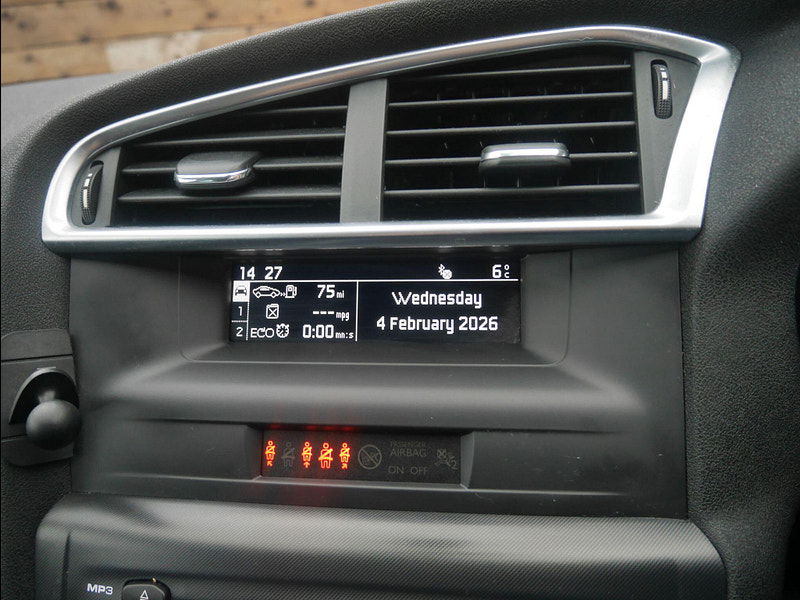 14 27
6°C
75 mi
Wednesday
1
---mpg
4 February 2026
2
ECO
0:00 mn:s
PASSENGER
AIRBAG
ON OFF
2
MP3